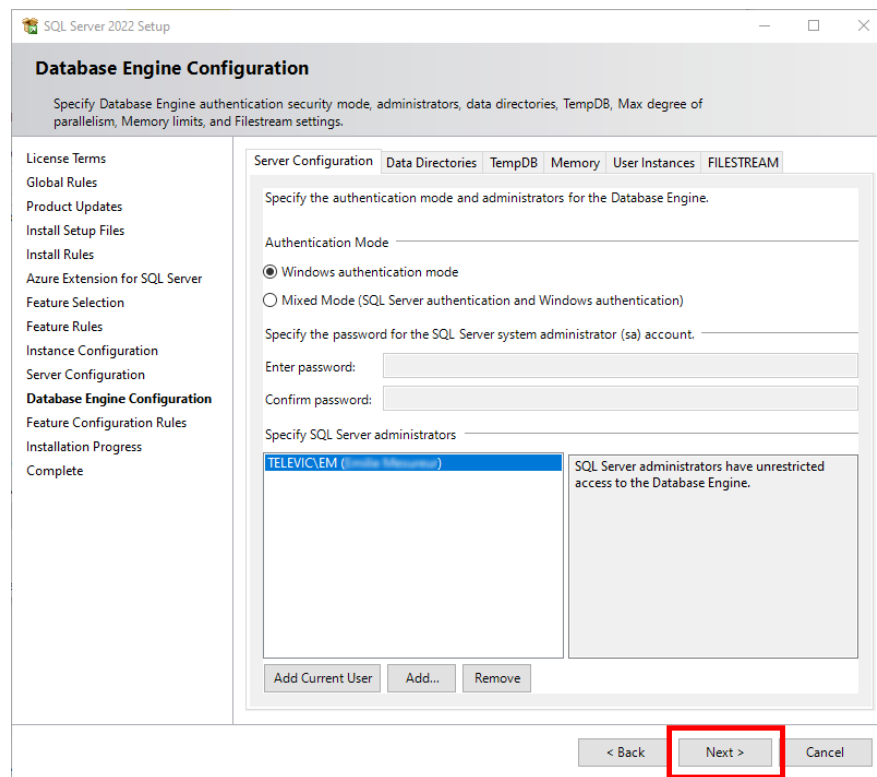 SQL Server 2022 Setup
Database Engine Configuration
Specify Database Engine authentication security mode, administrators, data directories, TempDB, Max degree of
parallelism, Memory limits, and Filestream settings.
License Terms
Global Rules
Product Updates
Install Setup Files
Install Rules
Azure Extension for SQL Server
Feature Selection
Feature Rules
Instance Configuration
Server Configuration
Database Engine Configuration
Feature Configuration Rules
Installation Progress
Complete
Server Configuration Data Directories TempDB Memory User Instances FILESTREAM
Specify the authentication mode and administrators for the Database Engine.
Authentication Mode
Windows authentication mode
Mixed Mode (SQL Server authentication and Windows authentication)
Specify the password for the SQL Server system administrator (sa) account.
Enter password:
Confirm password:
Specify SQL Server administrators
TELEVIC\EM ( )
SQL Server administrators have unrestricted
access to the Database Engine.
Add Current User Add... Remove
< Back Next > Cancel